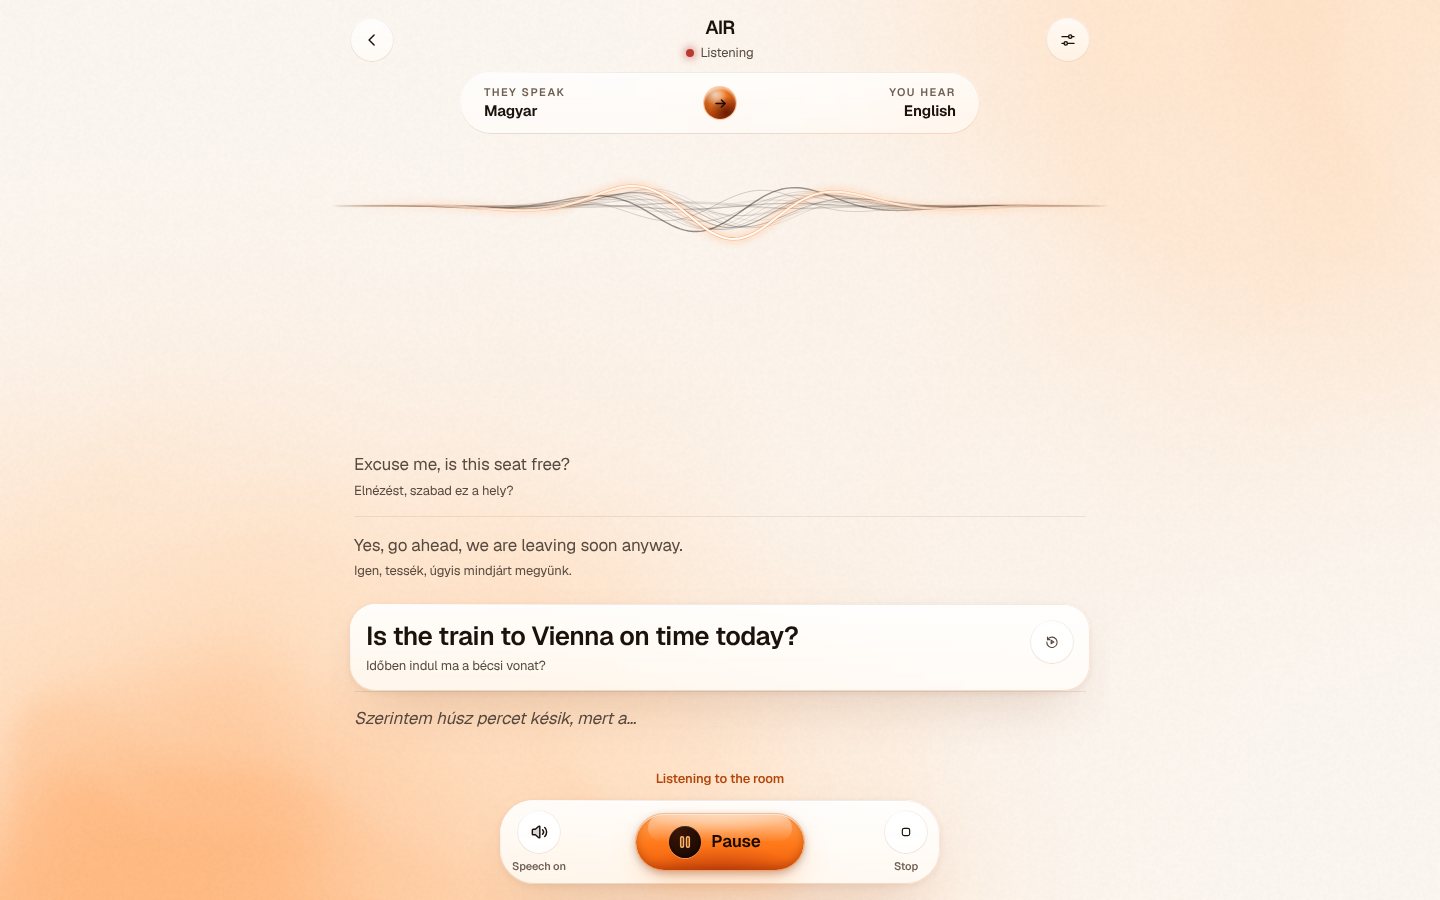 AIR
Listening
THEY SPEAK
Magyar
YOU HEAR
English
Excuse me, is this seat free?
Elnézést, szabad ez a hely?
Yes, go ahead, we are leaving soon anyway.
Igen, tessék, úgyis mindjárt megyünk.
Is the train to Vienna on time today?
Időben indul ma a bécsi vonat?
Szerintem húsz percet késik, mert a...
Listening to the room
Speech on
Pause
Stop